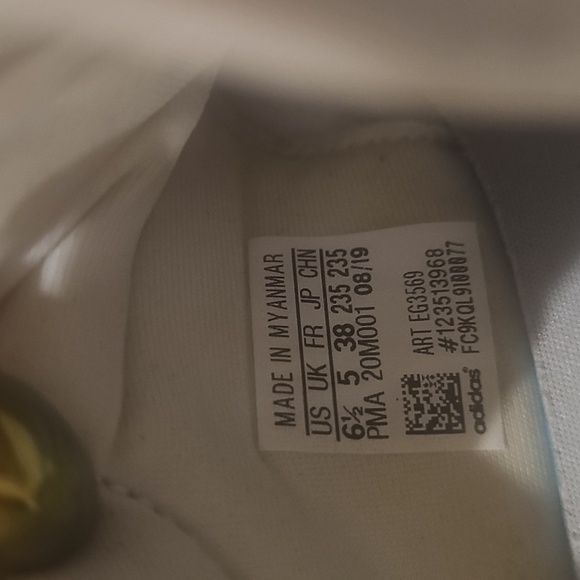 MADE IN MYANMAR
US UK FR JP CHN
6½ 5 38 235 235
PMA 20M001 08/19
ART EG3569
#123513968
FC9KQL9I00077
adidas®